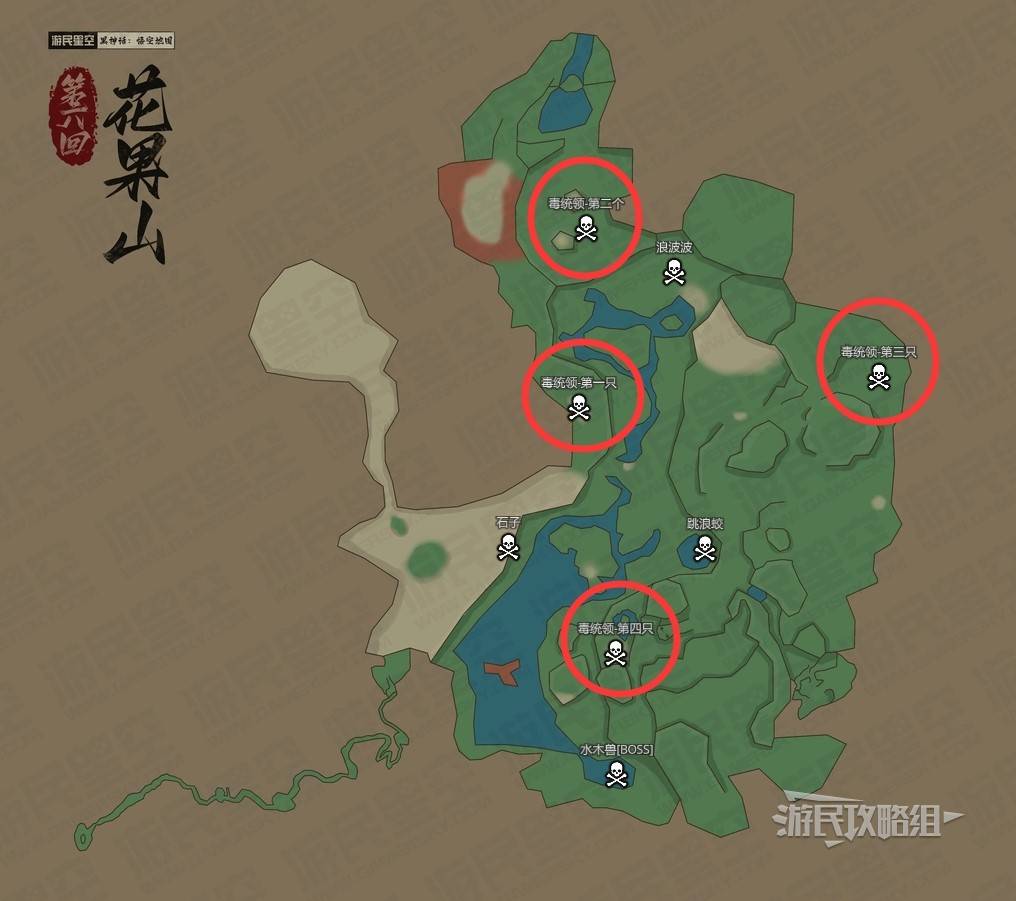 游民星空 黑神话：悟空地图
第六回
花果山
毒统领-第二个
浪波波
毒统领-第三只
毒统领-第一只
石子
跳浪蛟
毒统领-第四只
水木兽[BOSS]
游民攻略组